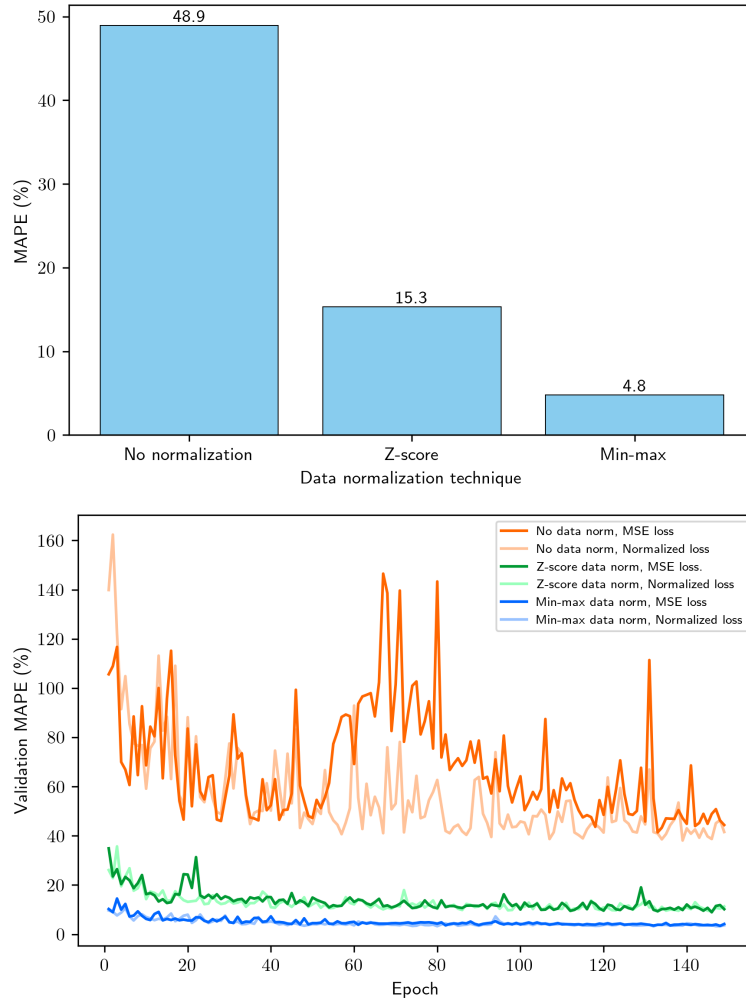 50
40
30
20
10
0
MAPE (%)
48.9
15.3
4.8
No normalization
Z-score
Min-max
Data normalization technique
160
140
120
100
80
60
40
20
0
Validation MAPE (%)
No data norm, MSE loss
No data norm, Normalized loss
Z-score data norm, MSE loss.
Z-score data norm, Normalized loss
Min-max data norm, MSE loss
Min-max data norm, Normalized loss
0 20 40 60 80 100 120 140
Epoch